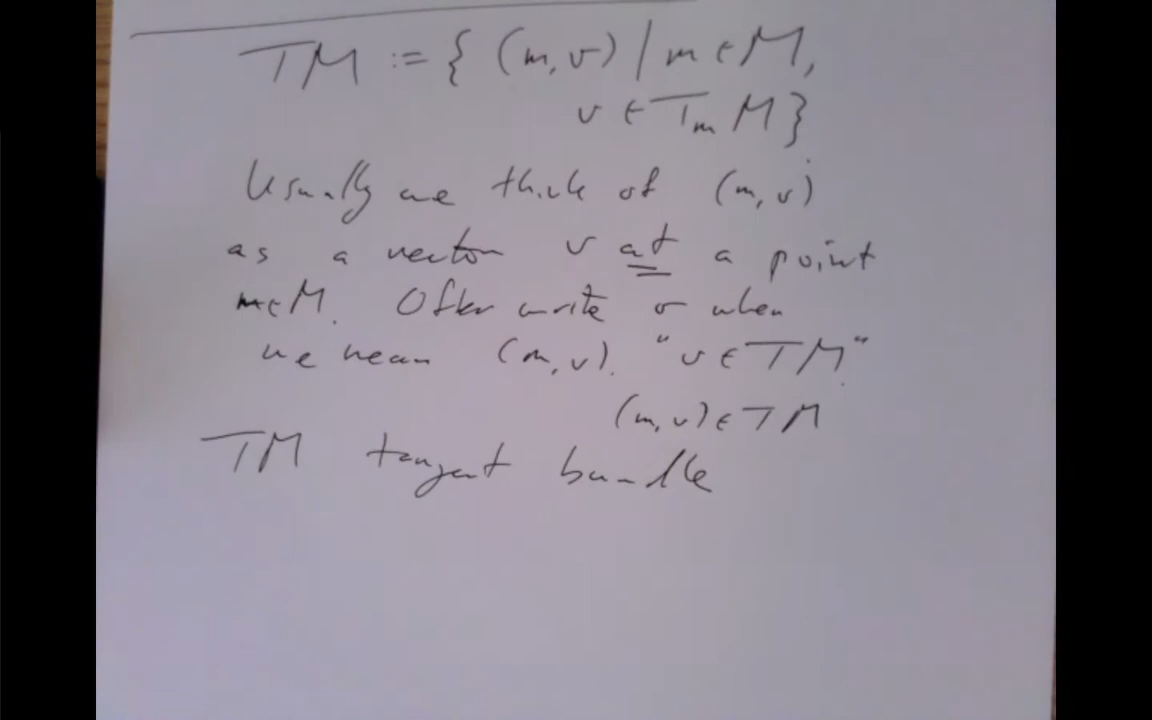 TM := { (m,v) | m ∈ M,
v ∈ TₘM }
Usually we think of (m,v)
as a vector v at a point
m∈M. Often write v when
we mean (m,v). "v ∈ TM"
(m,v) ∈ TM
TM tangent bundle